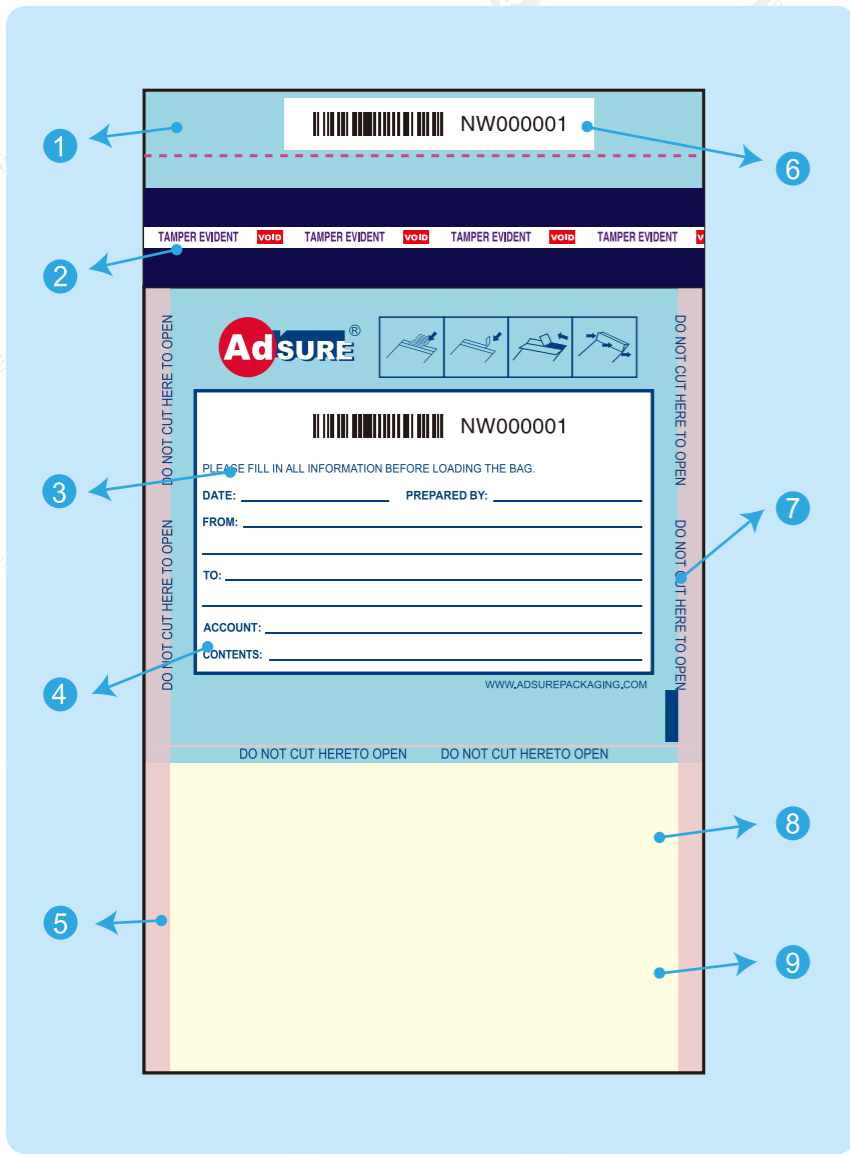 NW000001
1
6
TAMPER EVIDENT VOID TAMPER EVIDENT VOID TAMPER EVIDENT VOID TAMPER EVIDENT V
2
AdSURE®
DO NOT CUT HERE TO OPEN
DO NOT CUT HERE TO OPEN
NW000001
PLEASE FILL IN ALL INFORMATION BEFORE LOADING THE BAG.
3
DATE: PREPARED BY:
7
FROM:
DO NOT CUT HERE TO OPEN
DO NOT CUT HERE TO OPEN
TO:
ACCOUNT:
CONTENTS:
4
WWW.ADSUREPACKAGING.COM
DO NOT CUT HERETO OPEN DO NOT CUT HERETO OPEN
8
5
9